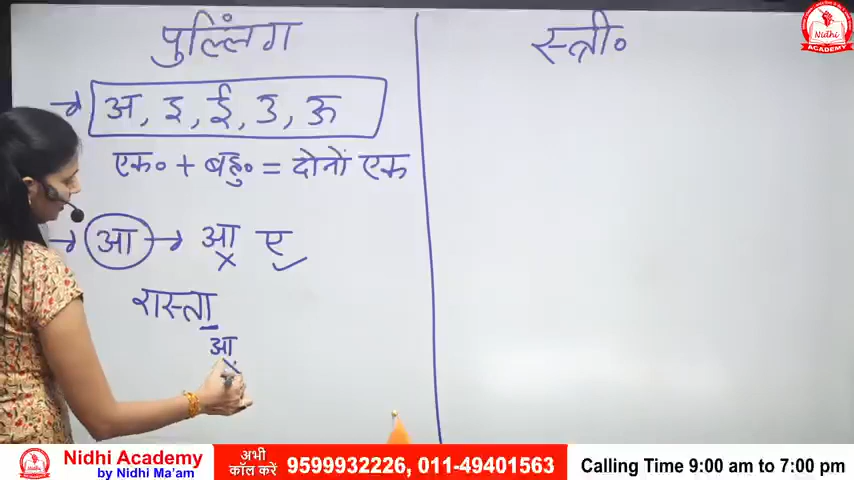 पुल्लिंग
→ अ, इ, ई, उ, ऊ
एक० + बहु० = दोनों एक
→ आ → आ × ए ✓
रास्ता
आ ×
स्त्री०
Nidhi
ACADEMY
Nidhi Academy
by Nidhi Ma'am
अभी
कॉल करें
9599932226, 011-49401563
Calling Time 9:00 am to 7:00 pm